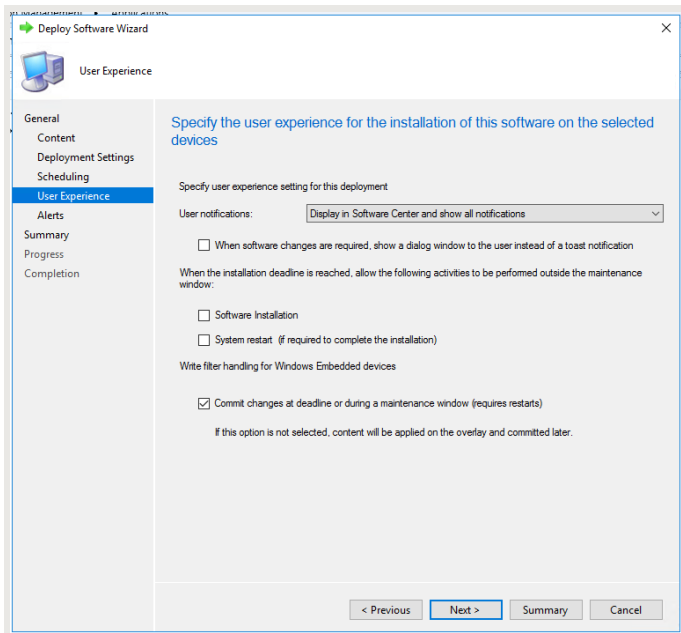 on Management • Applications
Deploy Software Wizard
User Experience
General
Content
Deployment Settings
Scheduling
User Experience
Alerts
Summary
Progress
Completion
Specify the user experience for the installation of this software on the selected
devices
Specify user experience setting for this deployment
User notifications: Display in Software Center and show all notifications
When software changes are required, show a dialog window to the user instead of a toast notification
When the installation deadline is reached, allow the following activities to be performed outside the maintenance
window:
Software Installation
System restart (if required to complete the installation)
Write filter handling for Windows Embedded devices
Commit changes at deadline or during a maintenance window (requires restarts)
If this option is not selected, content will be applied on the overlay and committed later.
< Previous Next > Summary Cancel